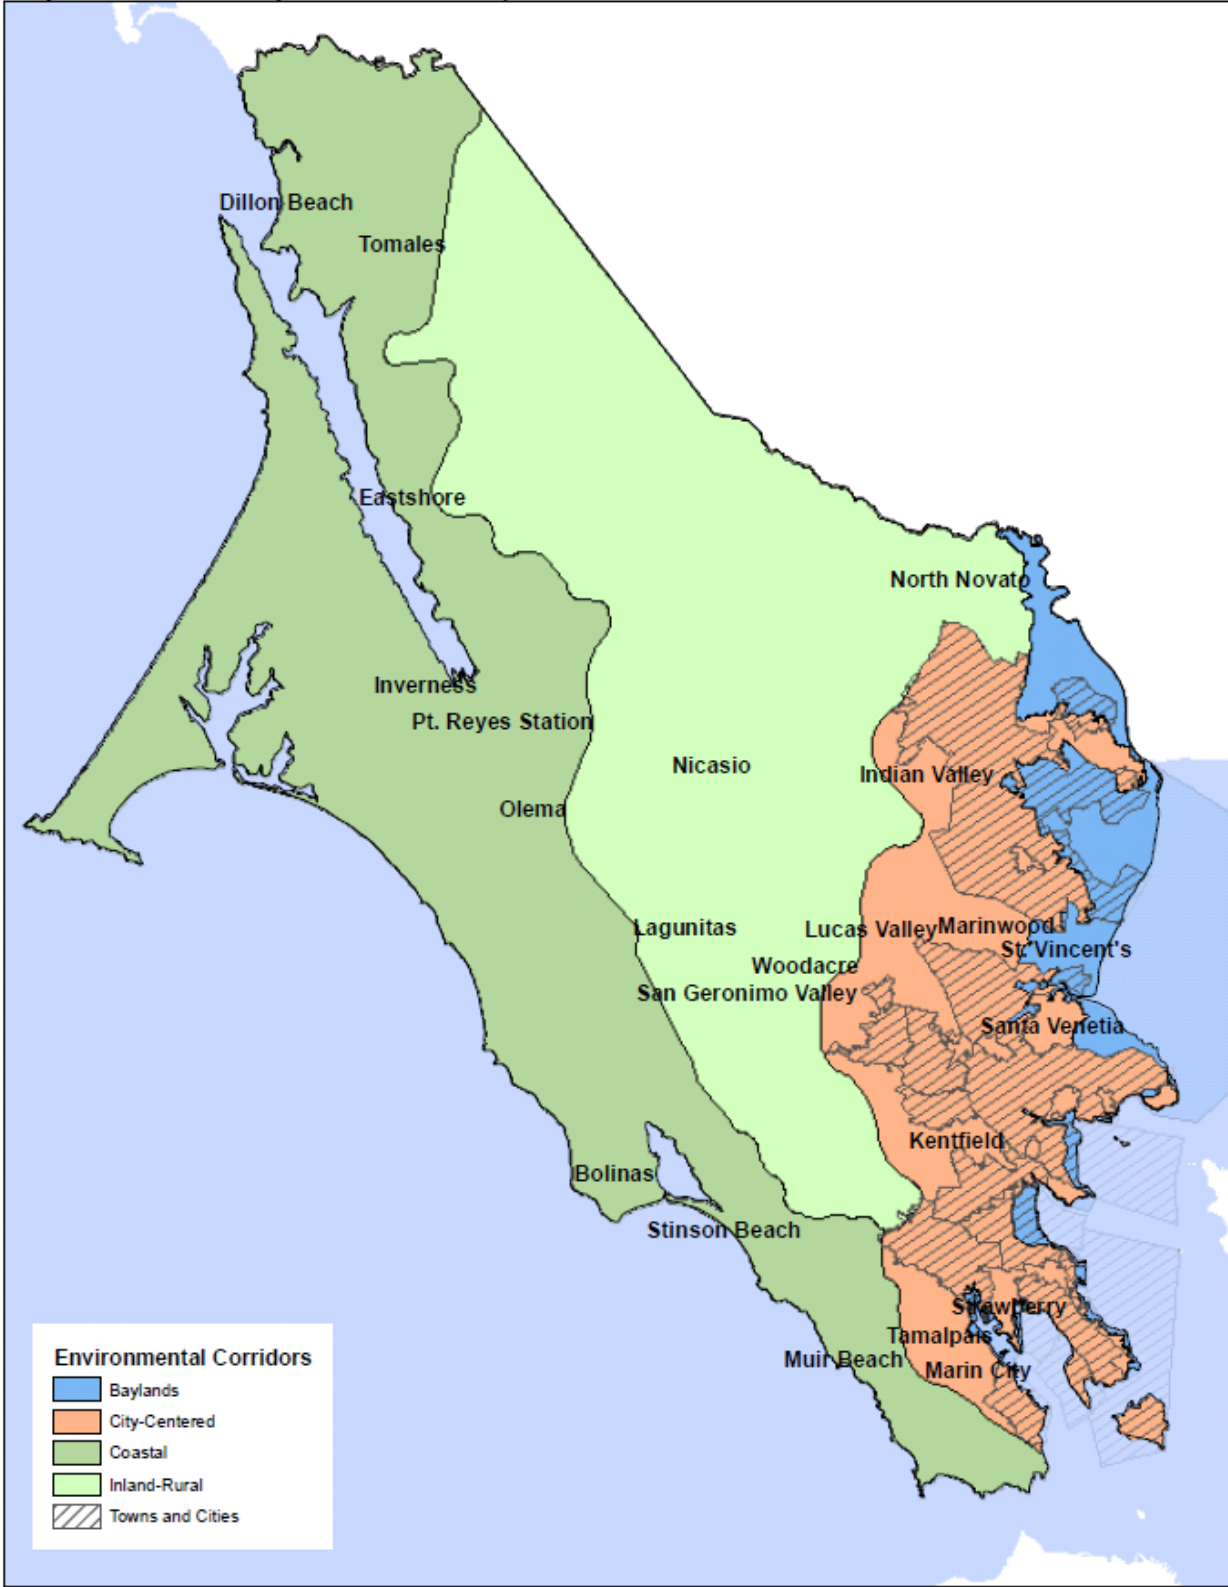 Dillon Beach
Tomales
Eastshore
North Novato
Inverness
Pt. Reyes Station
Nicasio
Indian Valley
Olema
Lagunitas
Lucas Valley
Marinwood
St. Vincent's
Woodacre
San Geronimo Valley
Santa Venetia
Kentfield
Bolinas
Stinson Beach
Strawberry
Tamalpais
Muir Beach
Marin City
Environmental Corridors
Baylands
City-Centered
Coastal
Inland-Rural
Towns and Cities